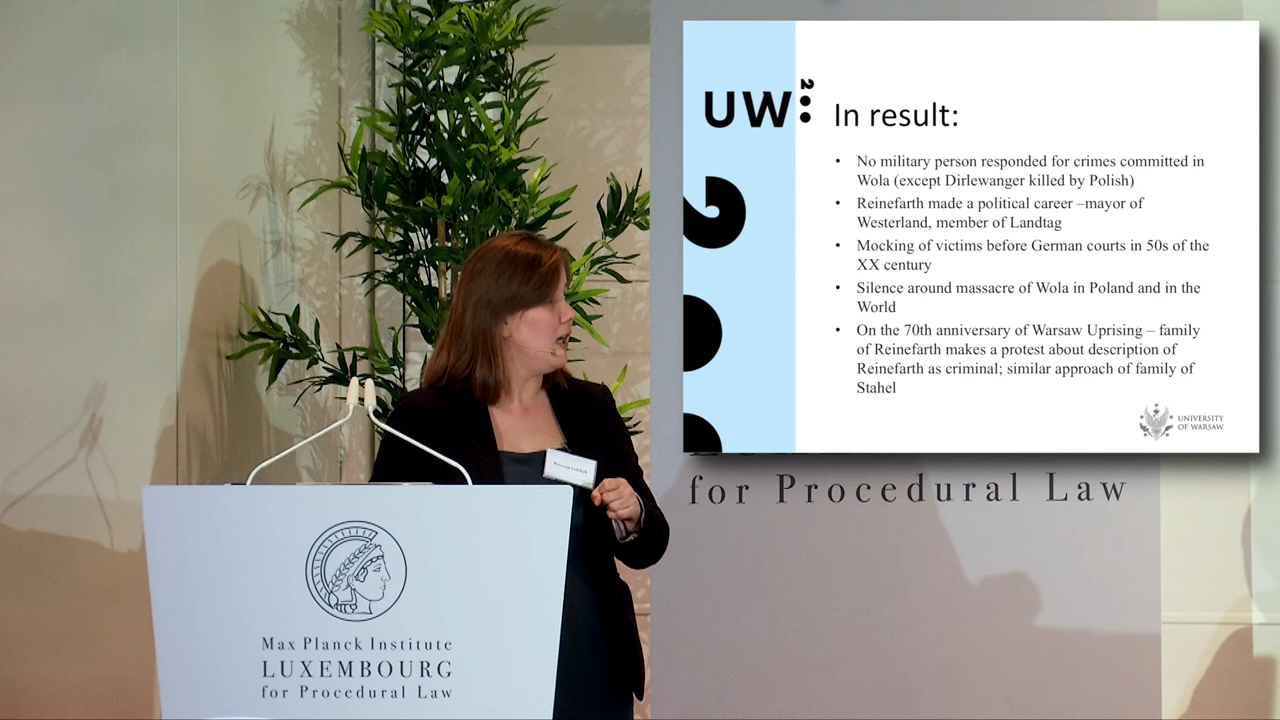 UW
In result:
• No military person responded for crimes committed in
Wola (except Dirlewanger killed by Polish)
• Reinefarth made a political career –mayor of
Westerland, member of Landtag
• Mocking of victims before German courts in 50s of the
XX century
• Silence around massacre of Wola in Poland and in the
World
• On the 70th anniversary of Warsaw Uprising – family
of Reinefarth makes a protest about description of
Reinefarth as criminal; similar approach of family of
Stahel
UNIVERSITY
OF WARSAW
for Procedural Law
Max Planck Institute
LUXEMBOURG
for Procedural Law